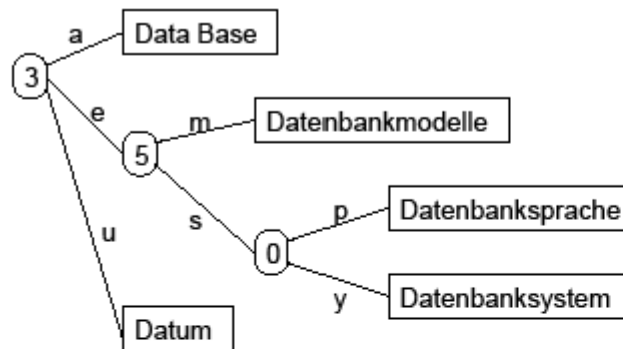 a
Data Base
3
e
m
Datenbankmodelle
5
s
p
Datenbanksprache
u
0
y
Datenbanksystem
Datum